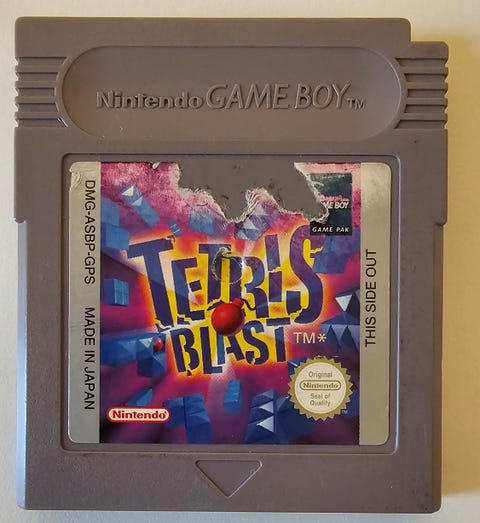 Nintendo GAME BOY TM
GAME BOY
GAME PAK
DMG-ASBP-GPS MADE IN JAPAN
TETRIS
BLAST TM*
THIS SIDE OUT
Nintendo
Original
Nintendo
Seal of
Quality
TM